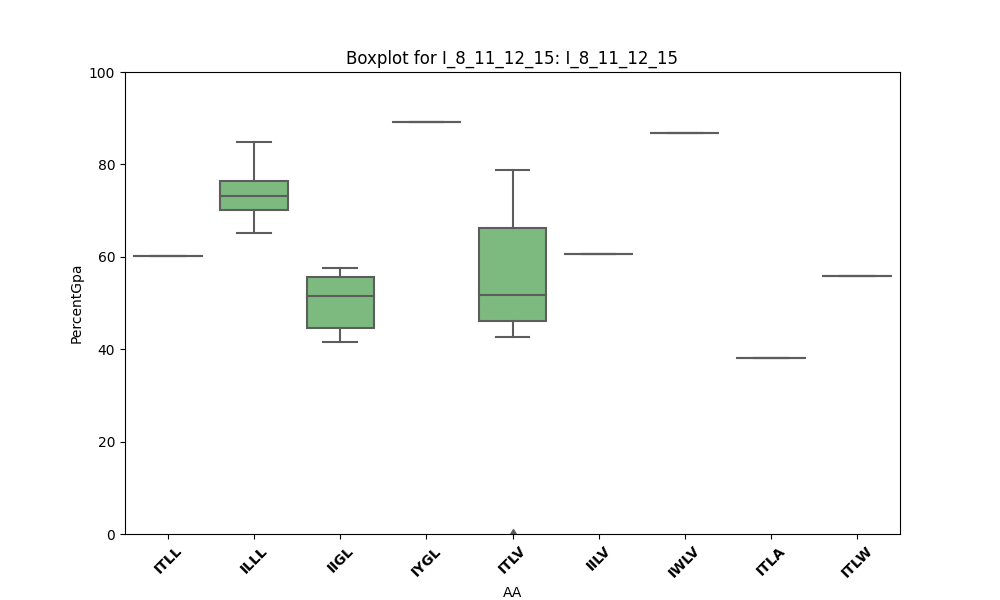 Boxplot for I_8_11_12_15: I_8_11_12_15
100
80
60
40
20
0
PercentGpa
ITLL
ILLL
IIGL
IYGL
ITLV
IILV
IWLV
ITLA
ITLW
AA